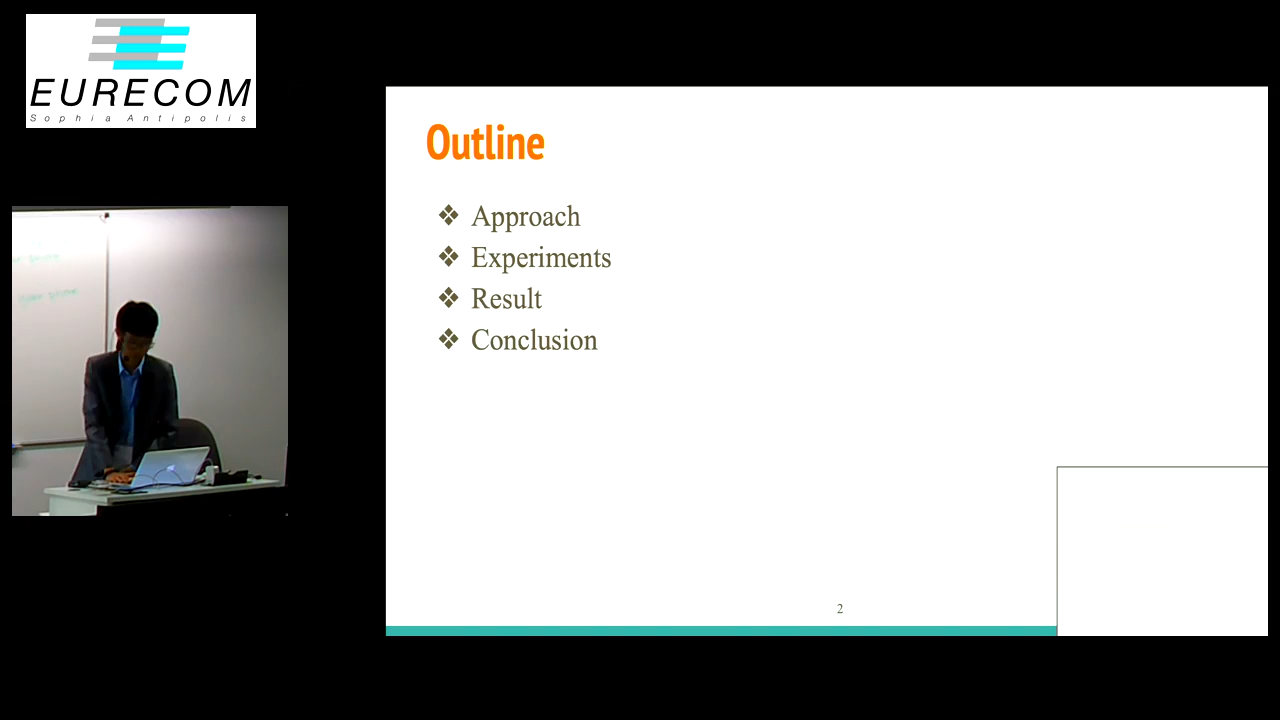 EURECOM
Sophia Antipolis
Outline
❖ Approach
❖ Experiments
❖ Result
❖ Conclusion
2